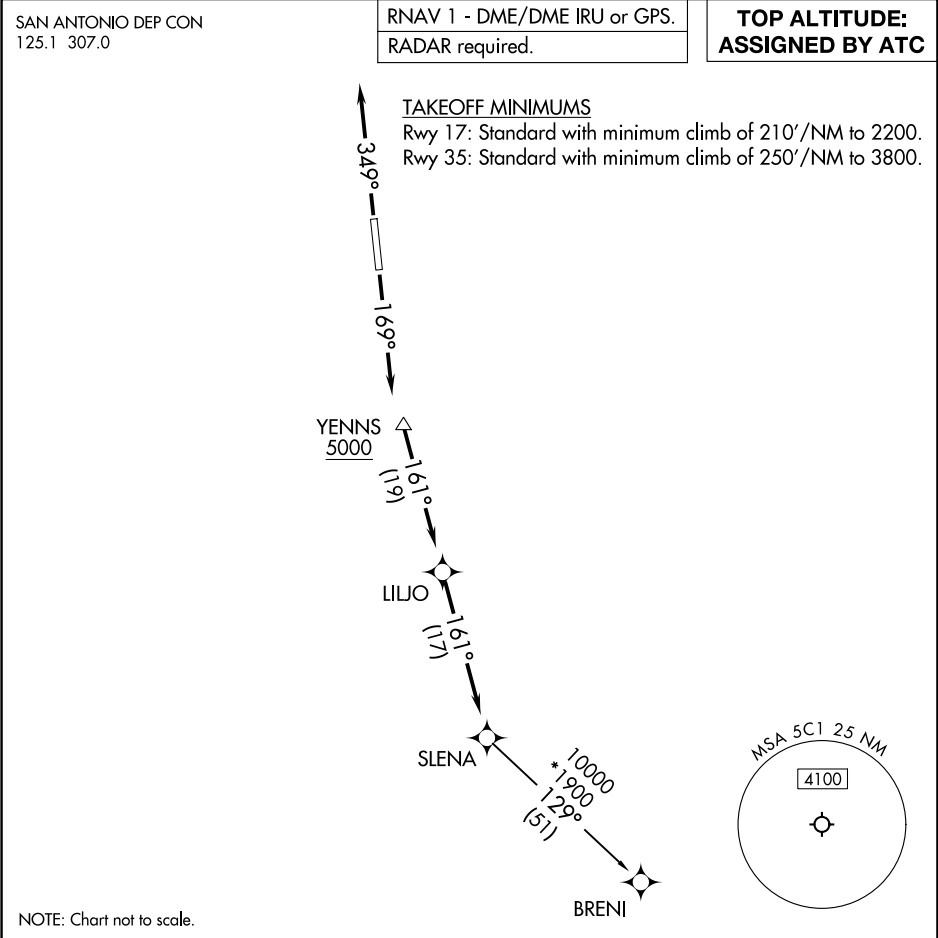 SAN ANTONIO DEP CON
125.1 307.0
RNAV 1 - DME/DME IRU or GPS.
RADAR required.
TOP ALTITUDE:
ASSIGNED BY ATC
TAKEOFF MINIMUMS
Rwy 17: Standard with minimum climb of 210'/NM to 2200.
Rwy 35: Standard with minimum climb of 250'/NM to 3800.
349°
169°
YENNS
5000
161°
(19)
LILJO
161°
(17)
SLENA
10000
*1900
129°
(51)
BRENI
MSA 5C1 25 NM
4100
NOTE: Chart not to scale.